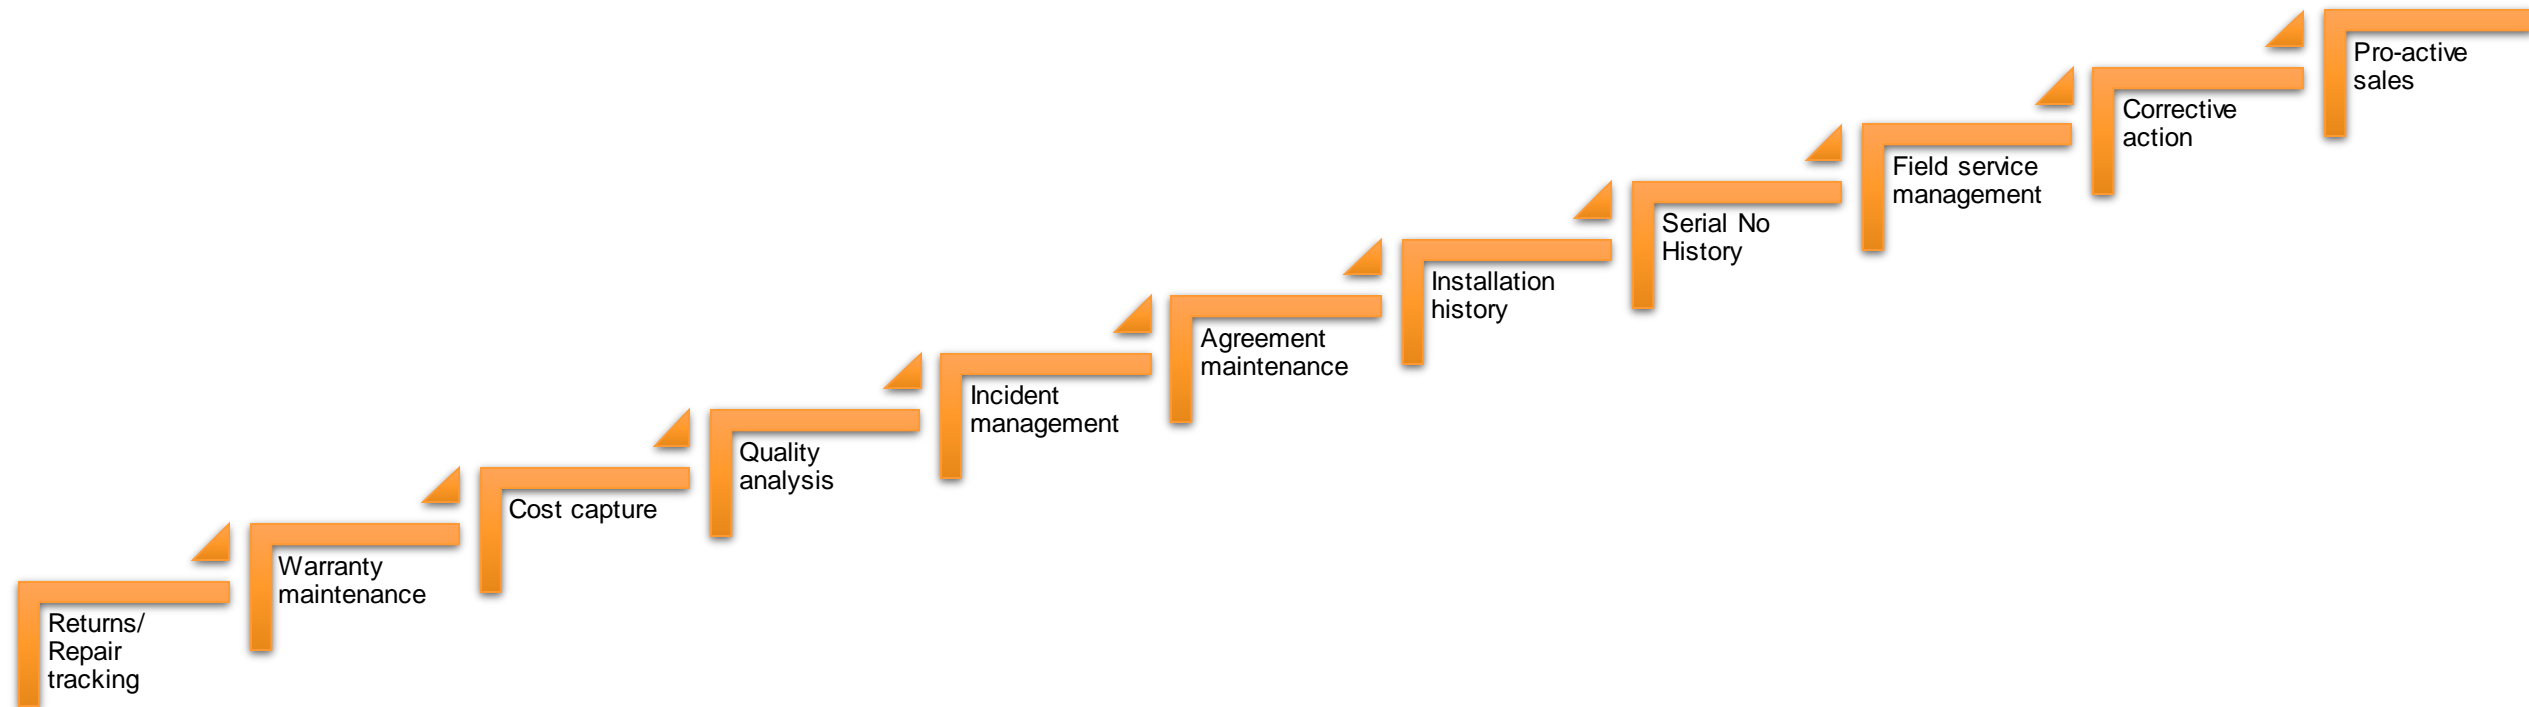 Returns/
Repair
tracking
Warranty
maintenance
Cost capture
Quality
analysis
Incident
management
Agreement
maintenance
Installation
history
Serial No
History
Field service
management
Corrective
action
Pro-active
sales